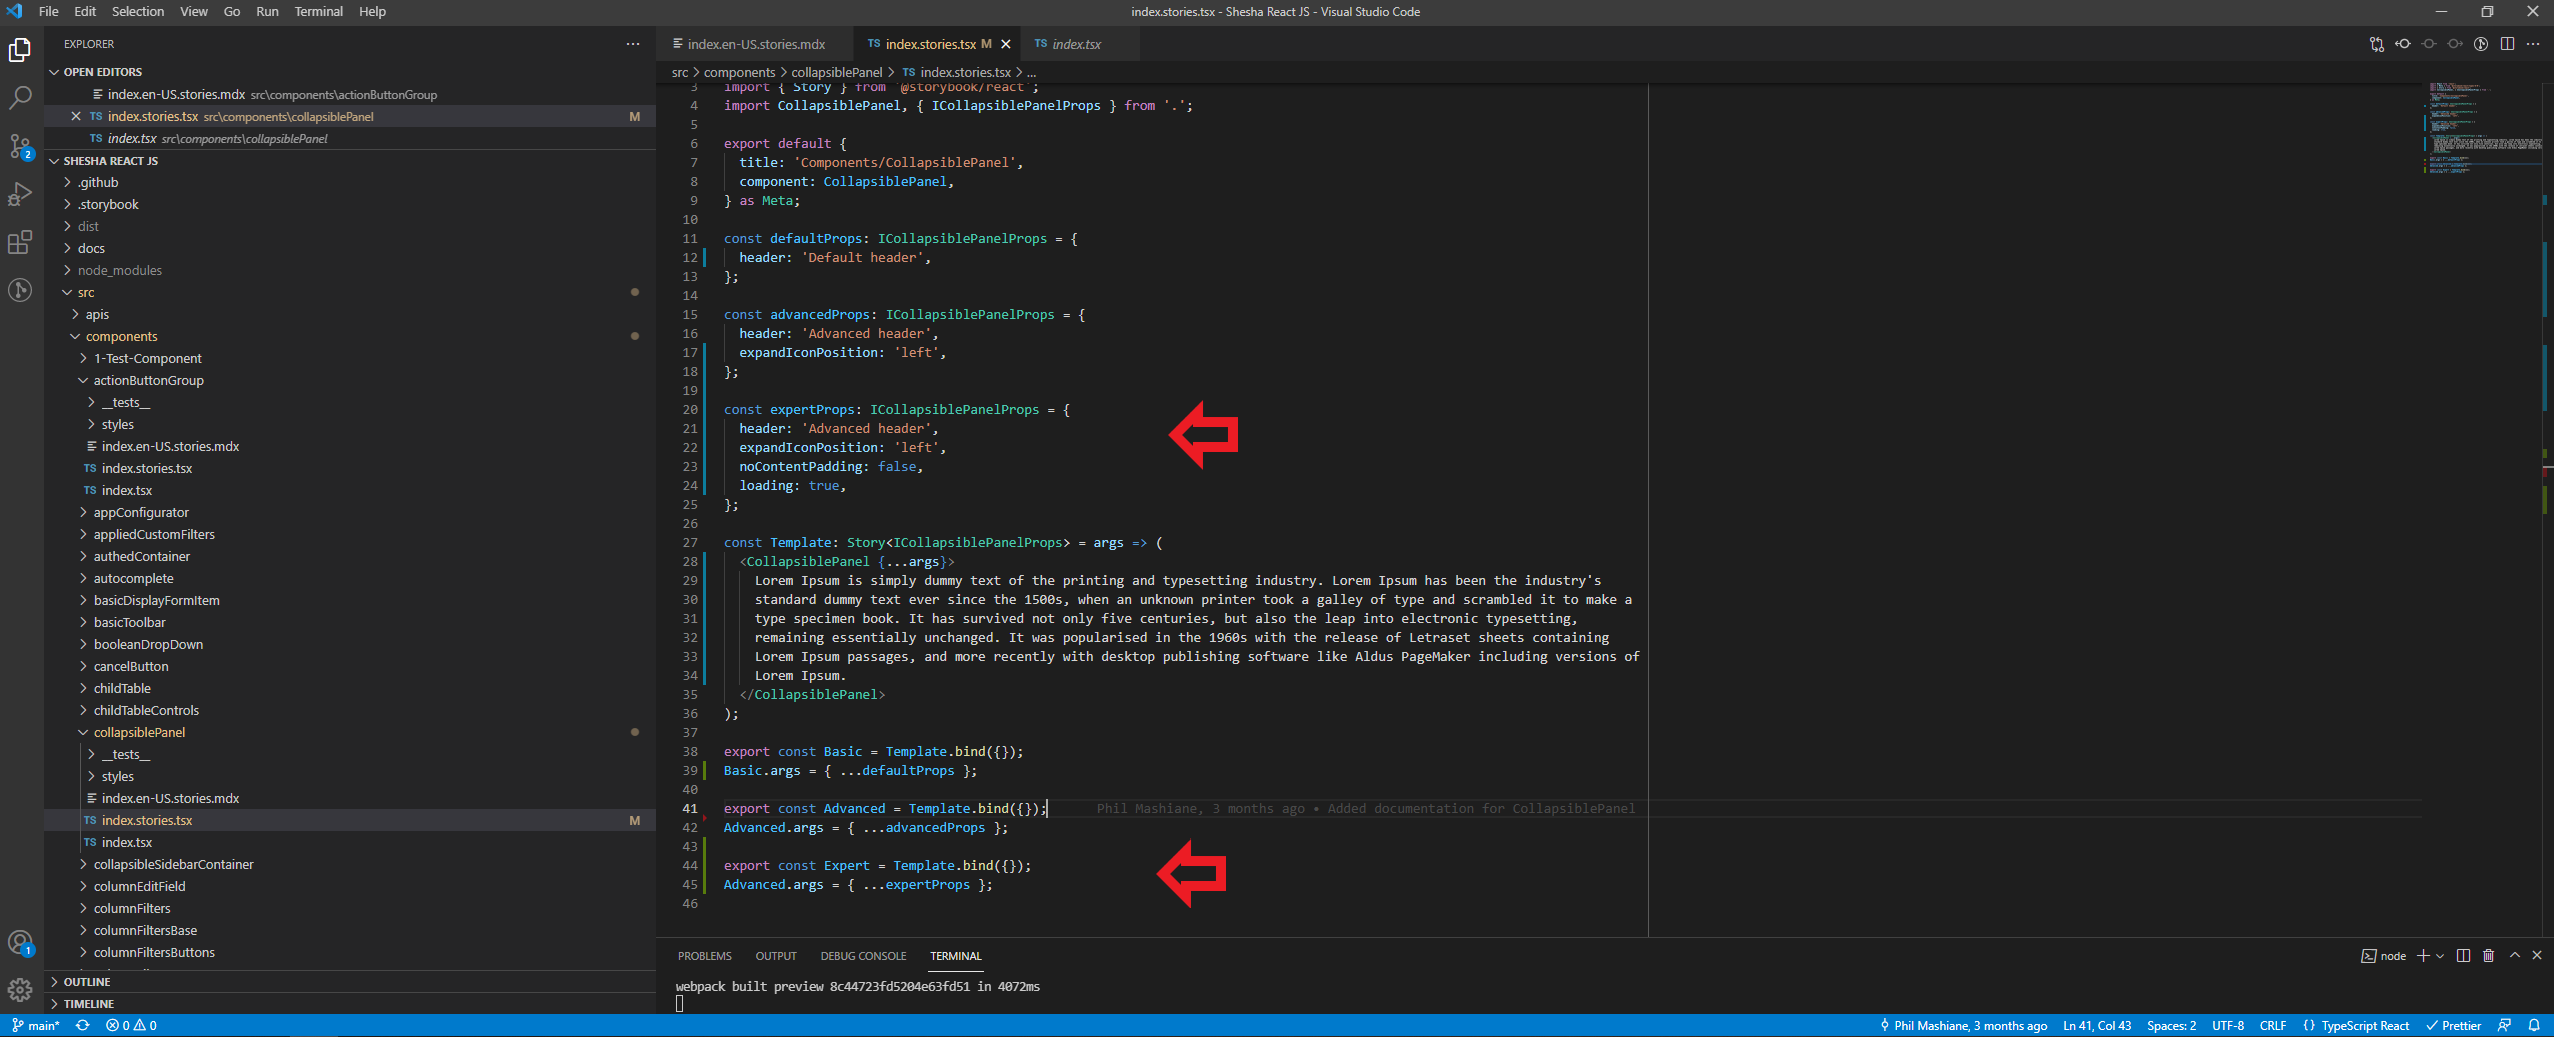 File Edit Selection View Go Run Terminal Help
index.stories.tsx - Shesha React JS - Visual Studio Code
EXPLORER
OPEN EDITORS
index.en-US.stories.mdx src\components\actionButtonGroup
TS index.stories.tsx src\components\collapsiblePanel M
TS index.tsx src\components\collapsiblePanel
SHESHA REACT JS
.github
.storybook
dist
docs
node_modules
src
apis
components
1-Test-Component
actionButtonGroup
__tests__
styles
index.en-US.stories.mdx
TS index.stories.tsx
TS index.tsx
appConfigurator
appliedCustomFilters
authedContainer
autocomplete
basicDisplayFormItem
basicToolbar
booleanDropDown
cancelButton
childTable
childTableControls
collapsiblePanel
__tests__
styles
index.en-US.stories.mdx
TS index.stories.tsx M
TS index.tsx
collapsibleSidebarContainer
columnEditField
columnFilters
columnFiltersBase
columnFiltersButtons
OUTLINE
TIMELINE
2
1
index.en-US.stories.mdx TS index.stories.tsx M TS index.tsx
src > components > collapsiblePanel > TS index.stories.tsx > ...
3 import { Story } from '@storybook/react';
4 import CollapsiblePanel, { ICollapsiblePanelProps } from '.';
5
6 export default {
7 title: 'Components/CollapsiblePanel',
8 component: CollapsiblePanel,
9 } as Meta;
10
11 const defaultProps: ICollapsiblePanelProps = {
12 header: 'Default header',
13 };
14
15 const advancedProps: ICollapsiblePanelProps = {
16 header: 'Advanced header',
17 expandIconPosition: 'left',
18 };
19
20 const expertProps: ICollapsiblePanelProps = {
21 header: 'Advanced header',
22 expandIconPosition: 'left',
23 noContentPadding: false,
24 loading: true,
25 };
26
27 const Template: Story<ICollapsiblePanelProps> = args => (
28 <CollapsiblePanel {...args}>
29 Lorem Ipsum is simply dummy text of the printing and typesetting industry. Lorem Ipsum has been the industry's
30 standard dummy text ever since the 1500s, when an unknown printer took a galley of type and scrambled it to make a
31 type specimen book. It has survived not only five centuries, but also the leap into electronic typesetting,
32 remaining essentially unchanged. It was popularised in the 1960s with the release of Letraset sheets containing
33 Lorem Ipsum passages, and more recently with desktop publishing software like Aldus PageMaker including versions of
34 Lorem Ipsum.
35 </CollapsiblePanel>
36 );
37
38 export const Basic = Template.bind({});
39 Basic.args = { ...defaultProps };
40
41 export const Advanced = Template.bind({}); Phil Mashiane, 3 months ago • Added documentation for CollapsiblePanel
42 Advanced.args = { ...advancedProps };
43
44 export const Expert = Template.bind({});
45 Advanced.args = { ...expertProps };
46
PROBLEMS OUTPUT DEBUG CONSOLE TERMINAL node
webpack built preview 8c44723fd5204e63fd51 in 4072ms
main* 0 0 Phil Mashiane, 3 months ago Ln 41, Col 43 Spaces: 2 UTF-8 CRLF {} TypeScript React Prettier